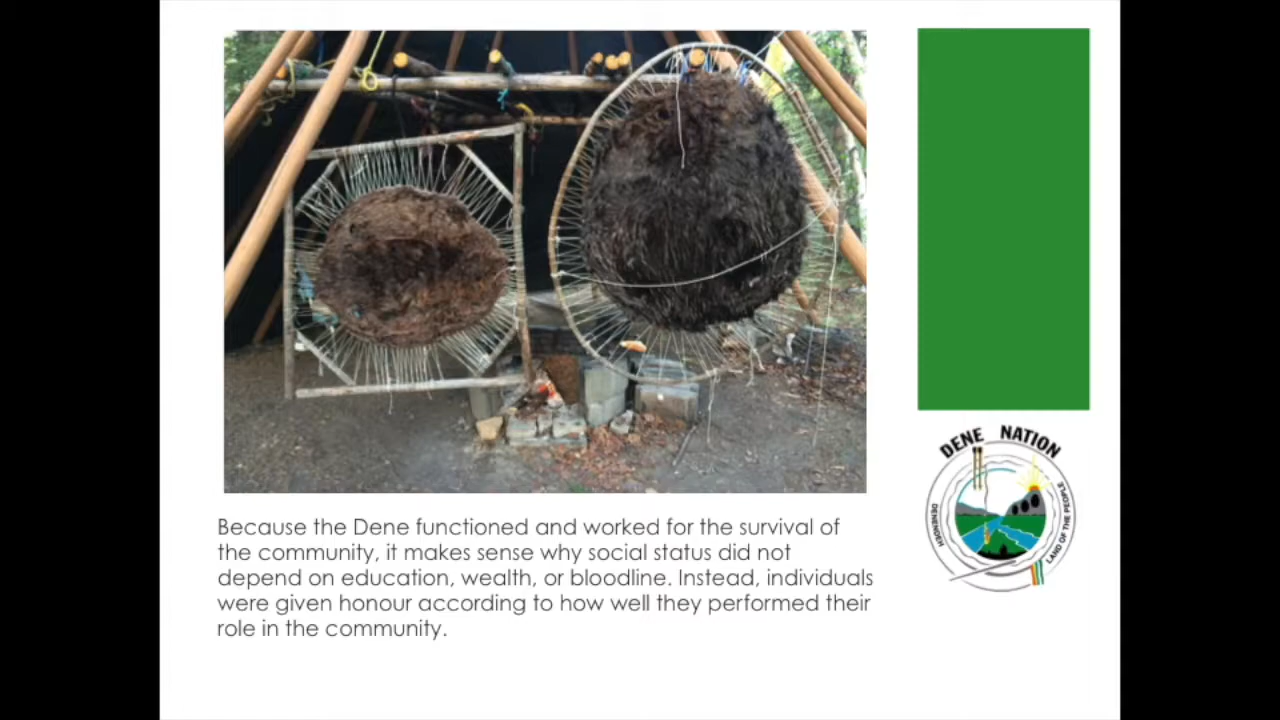 Because the Dene functioned and worked for the survival of
the community, it makes sense why social status did not
depend on education, wealth, or bloodline. Instead, individuals
were given honour according to how well they performed their
role in the community.
DENE NATION
DENENDEH
LAND OF THE PEOPLE